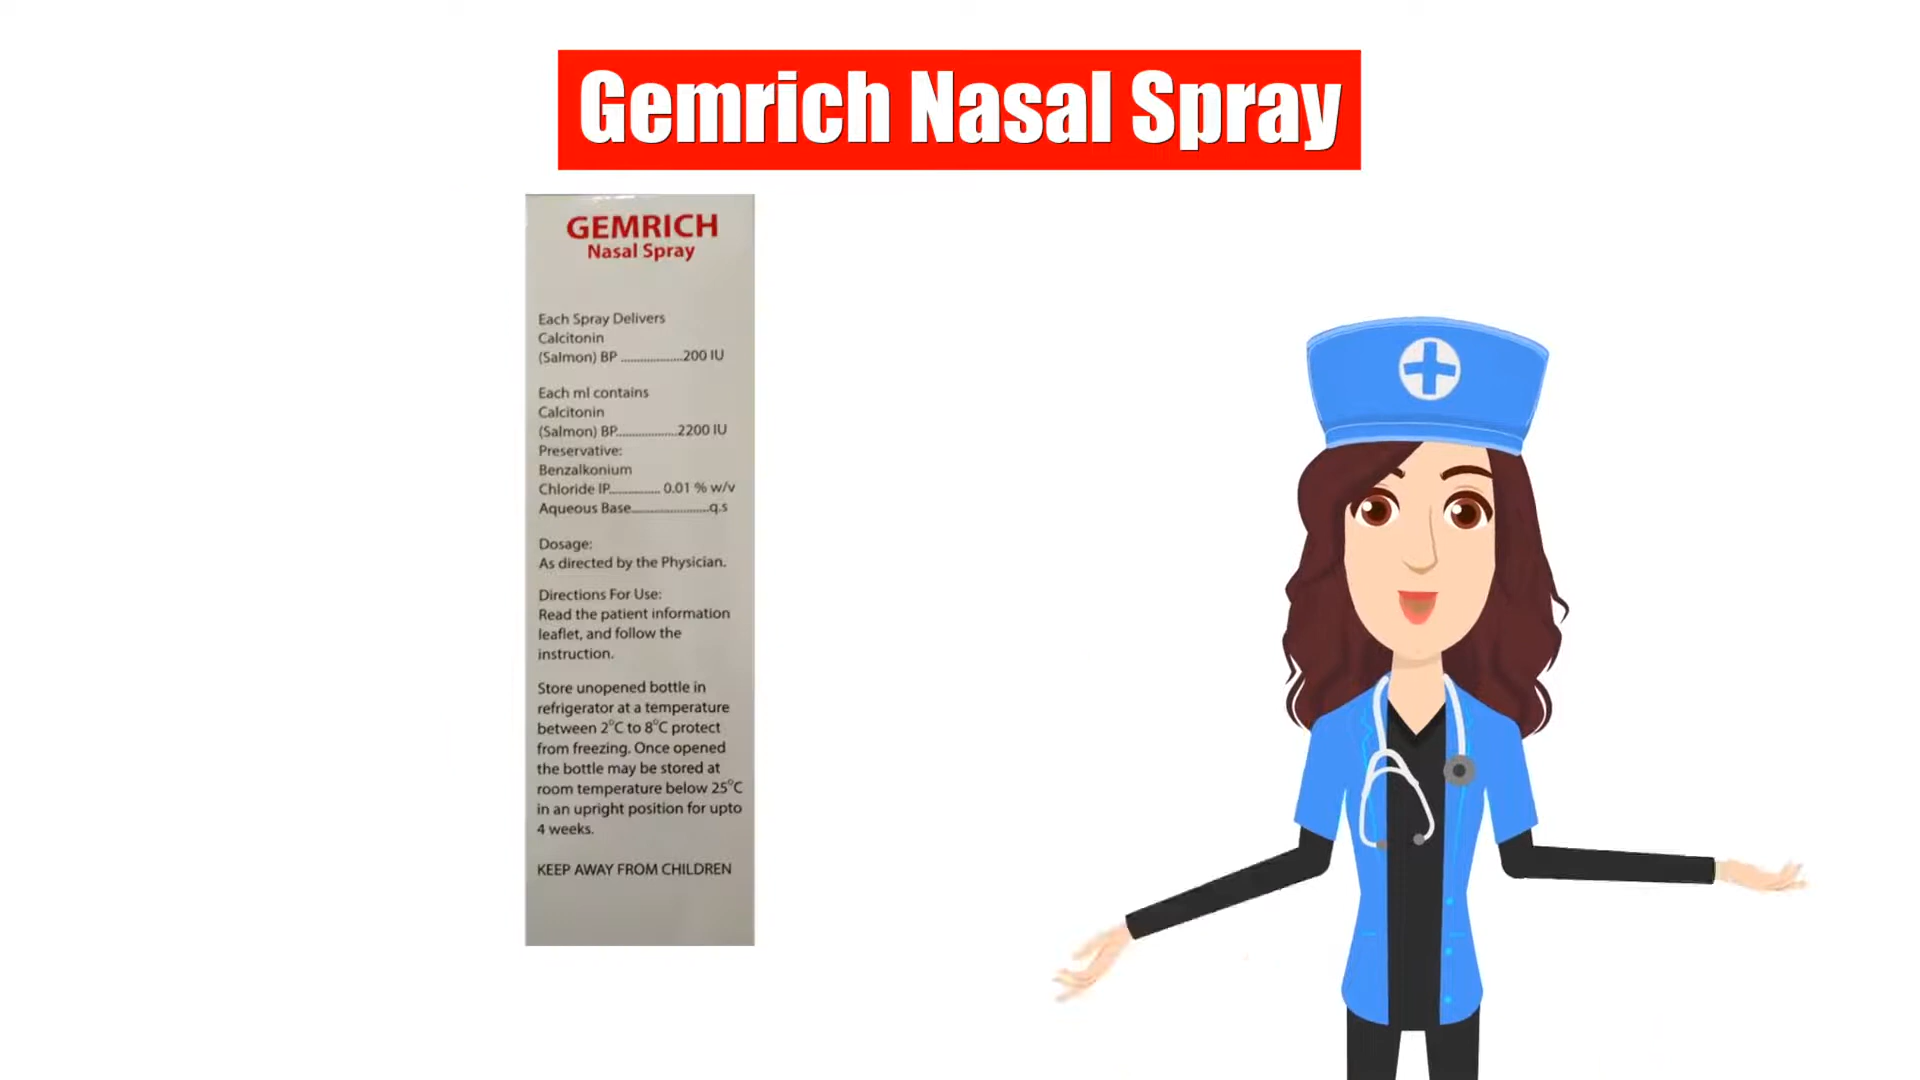 Gemrich Nasal Spray
GEMRICH
Nasal Spray
Each Spray Delivers
Calcitonin
(Salmon) BP ....................200 IU
Each ml contains
Calcitonin
(Salmon) BP....................2200 IU
Preservative:
Benzalkonium
Chloride IP................ 0.01 % w/v
Aqueous Base.........................q.s
Dosage:
As directed by the Physician.
Directions For Use:
Read the patient information
leaflet, and follow the
instruction.
Store unopened bottle in
refrigerator at a temperature
between 2°C to 8°C protect
from freezing. Once opened
the bottle may be stored at
room temperature below 25°C
in an upright position for upto
4 weeks.
KEEP AWAY FROM CHILDREN